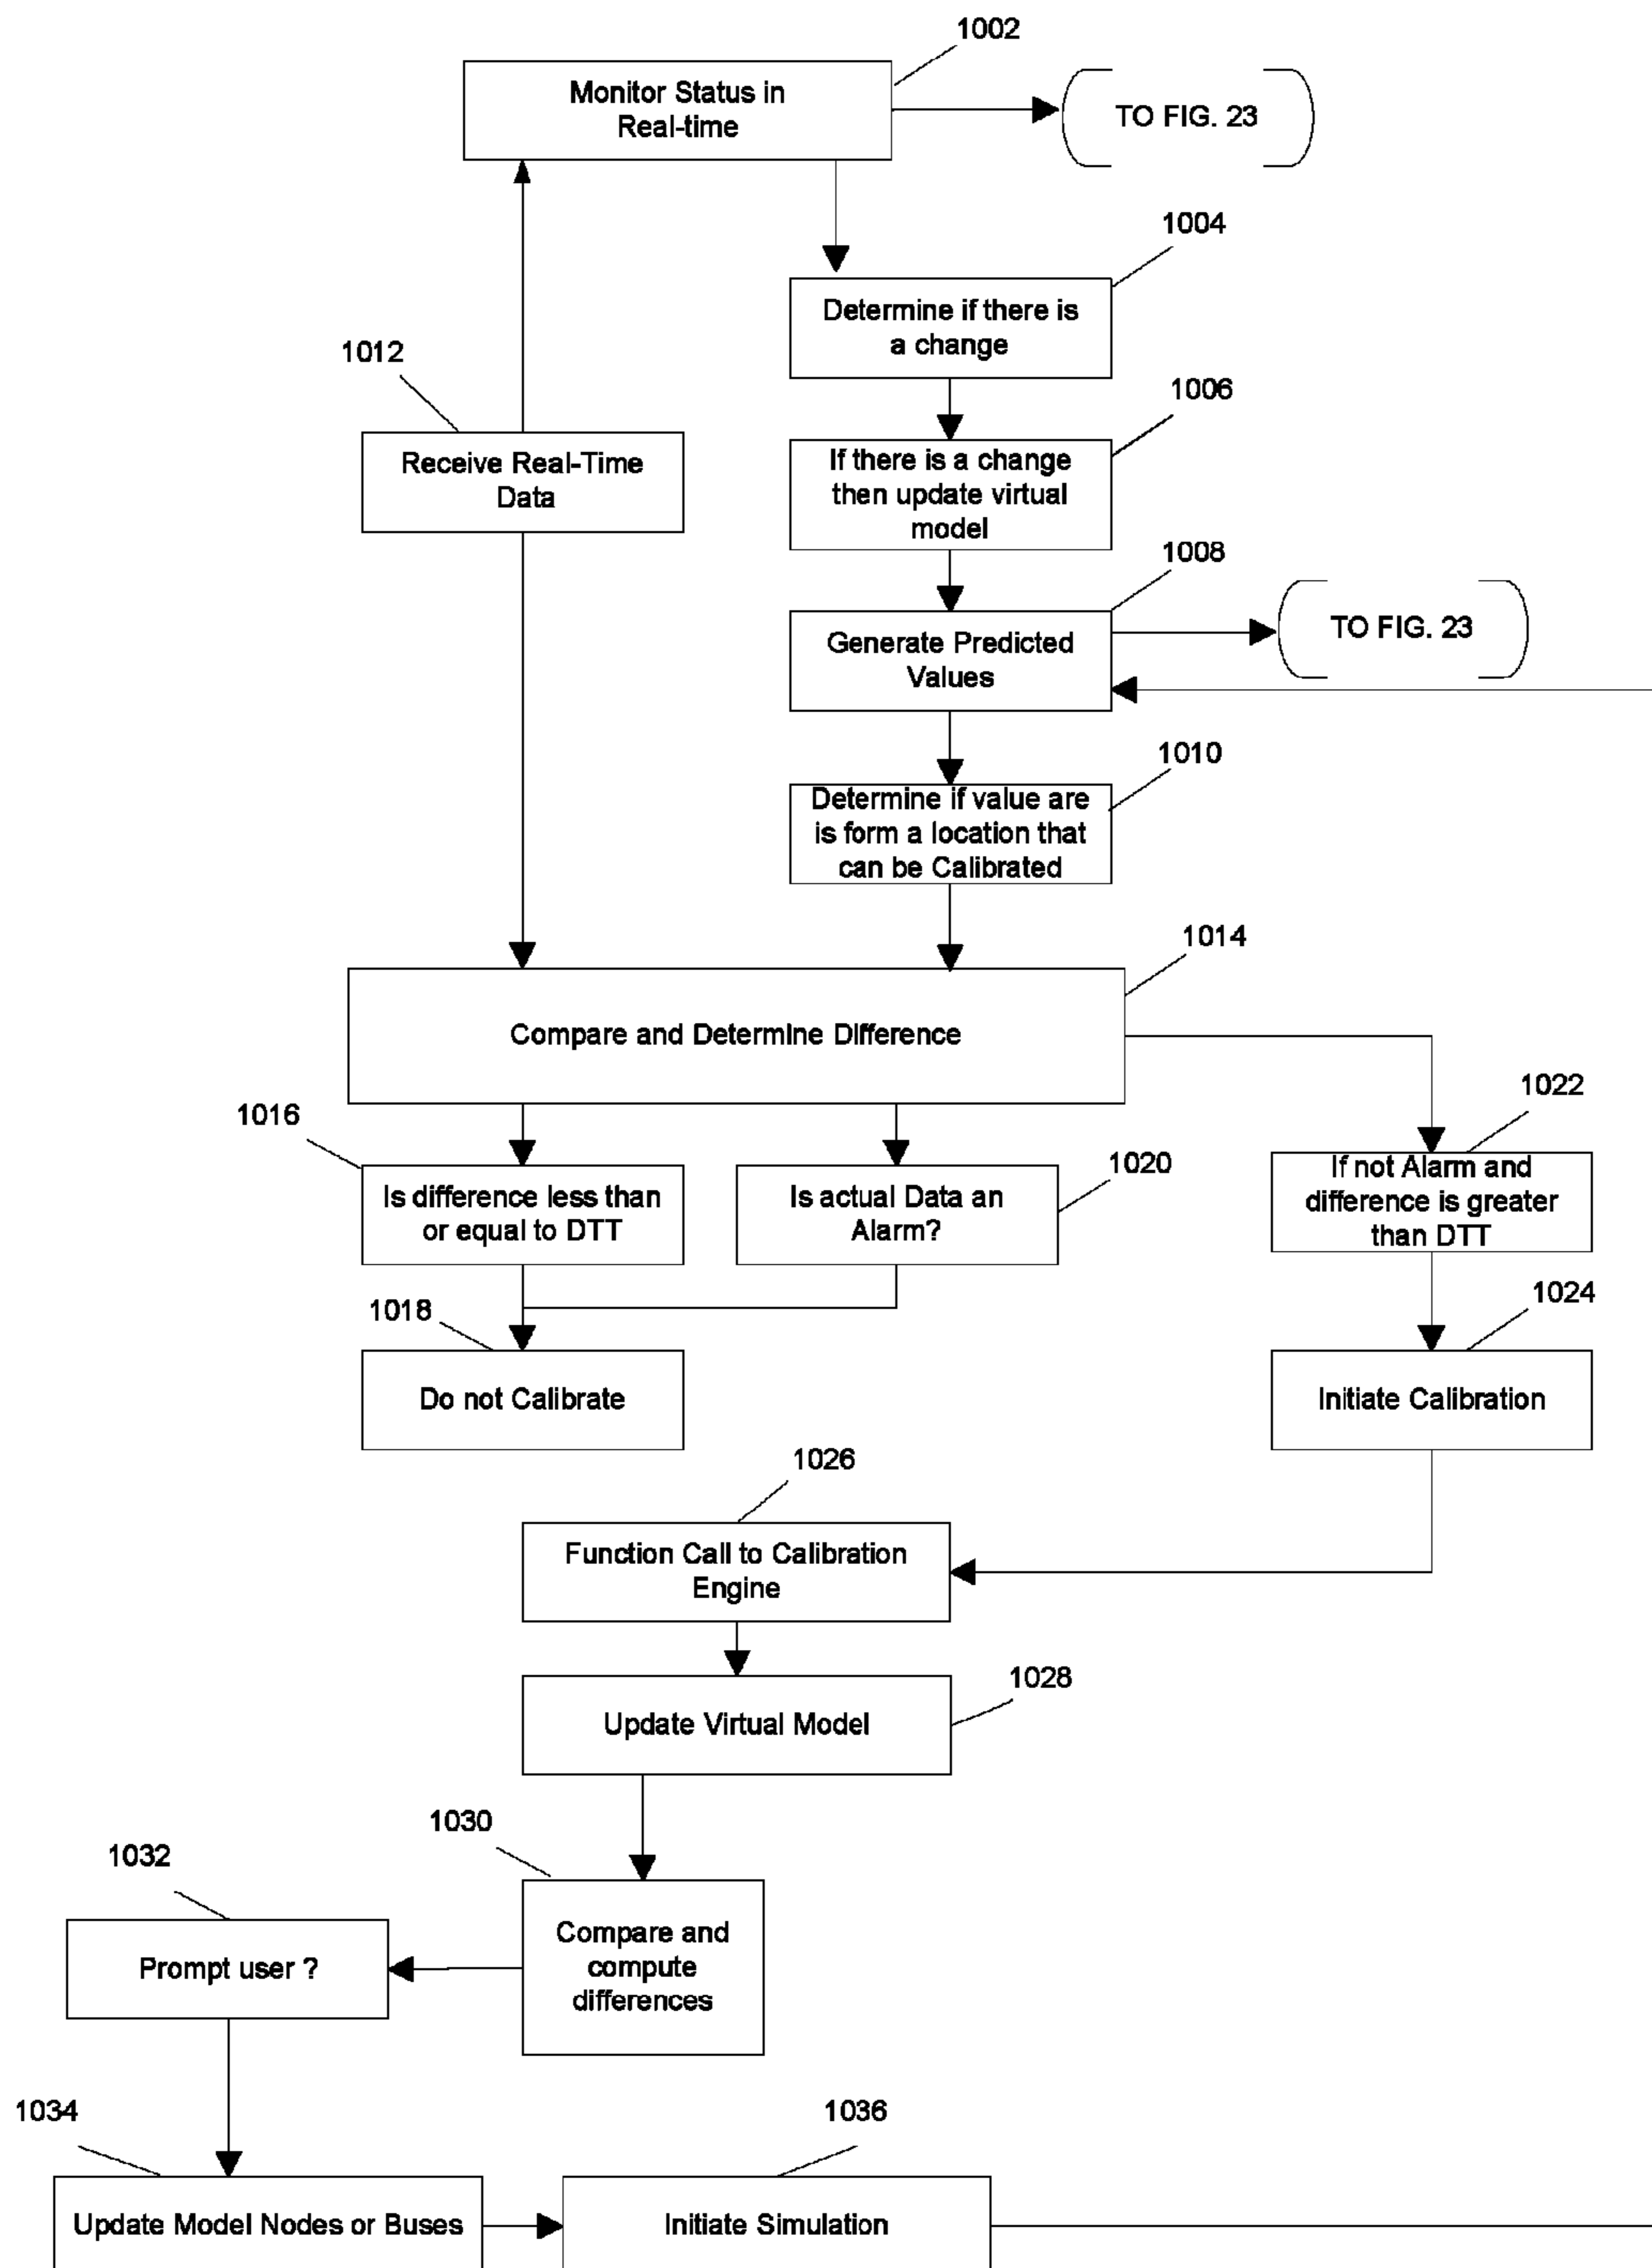 1002
Monitor Status in
Real-time
TO FIG. 23
1004
Determine if there is
a change
1012
Receive Real-Time
Data
1006
If there is a change
then update virtual
model
1008
Generate Predicted
Values
TO FIG. 23
1010
Determine if value are
is form a location that
can be Calibrated
1014
Compare and Determine Difference
1016
Is difference less than
or equal to DTT
1020
Is actual Data an
Alarm?
1022
If not Alarm and
difference is greater
than DTT
1018
Do not Calibrate
1024
Initiate Calibration
1026
Function Call to Calibration
Engine
1028
Update Virtual Model
1030
Compare and
compute
differences
1032
Prompt user ?
1034
Update Model Nodes or Buses
1036
Initiate Simulation